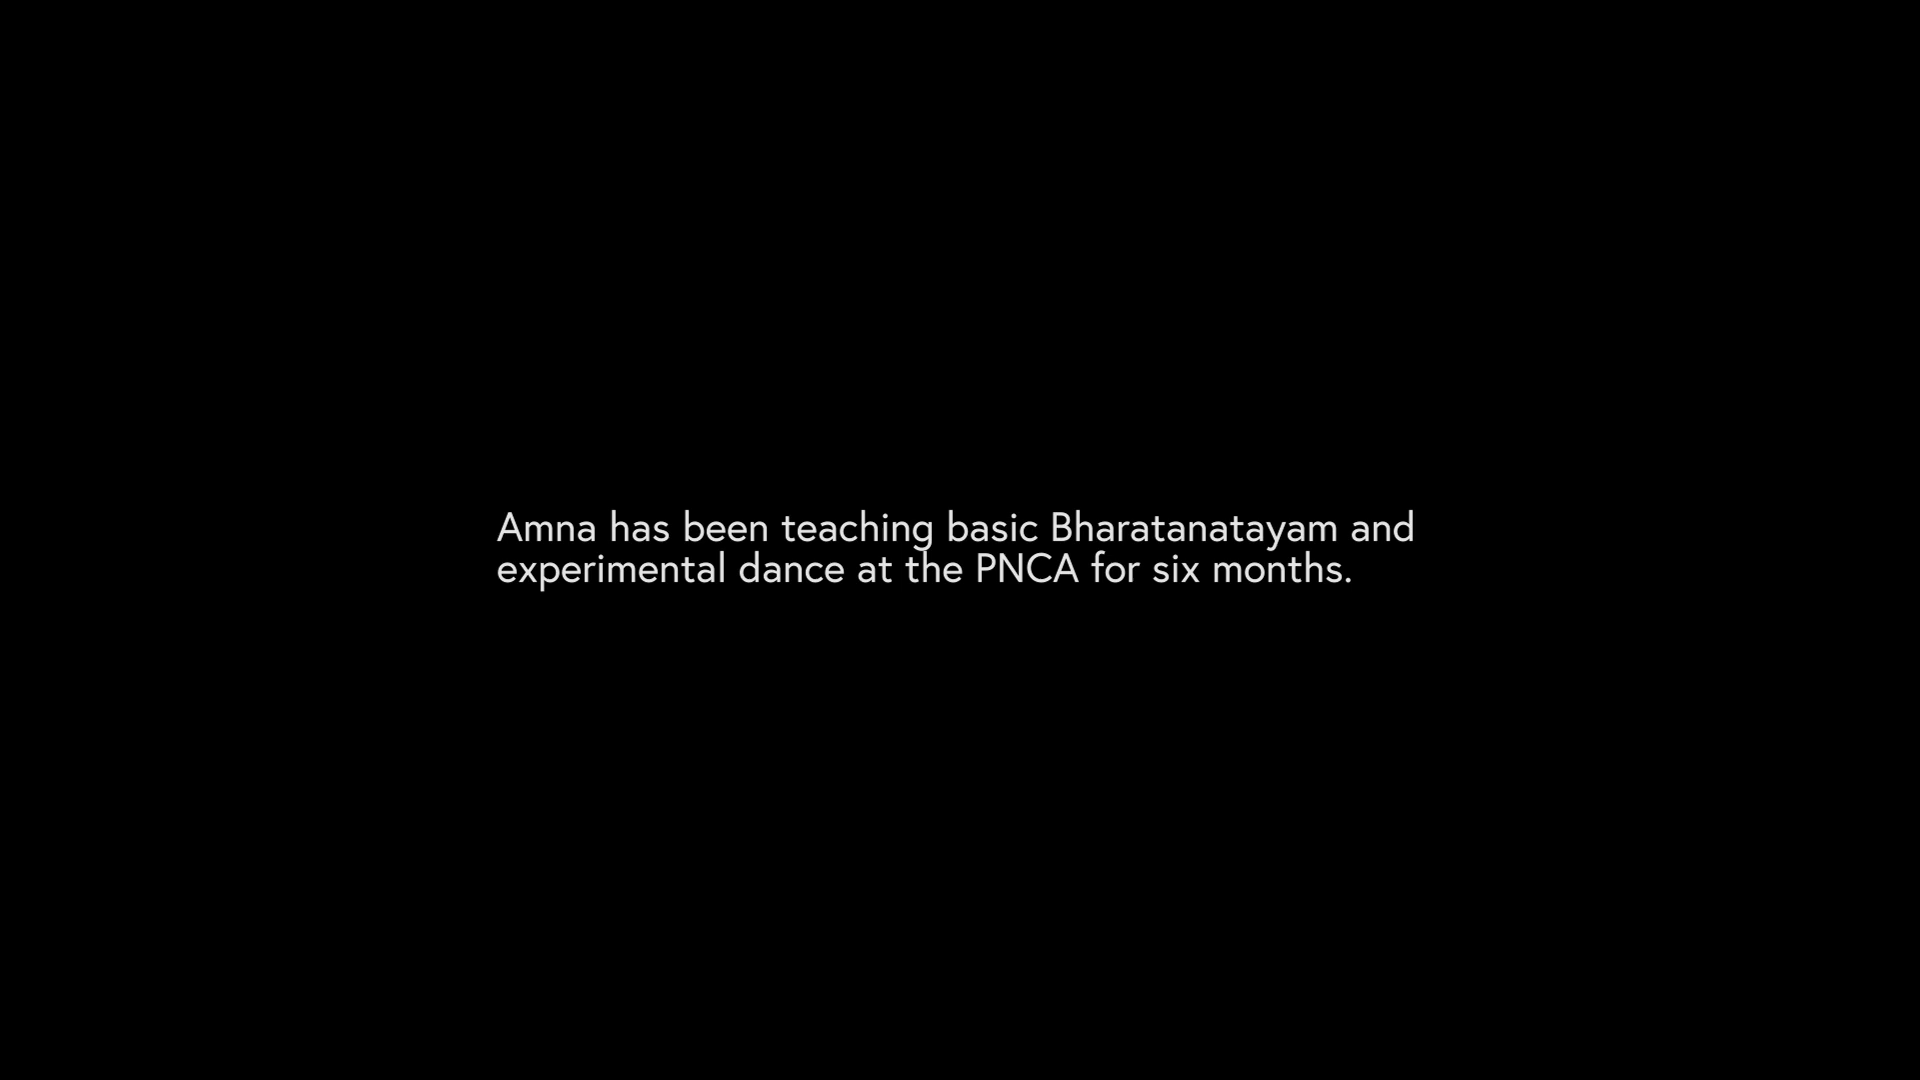 Amna has been teaching basic Bharatanatayam and
experimental dance at the PNCA for six months.